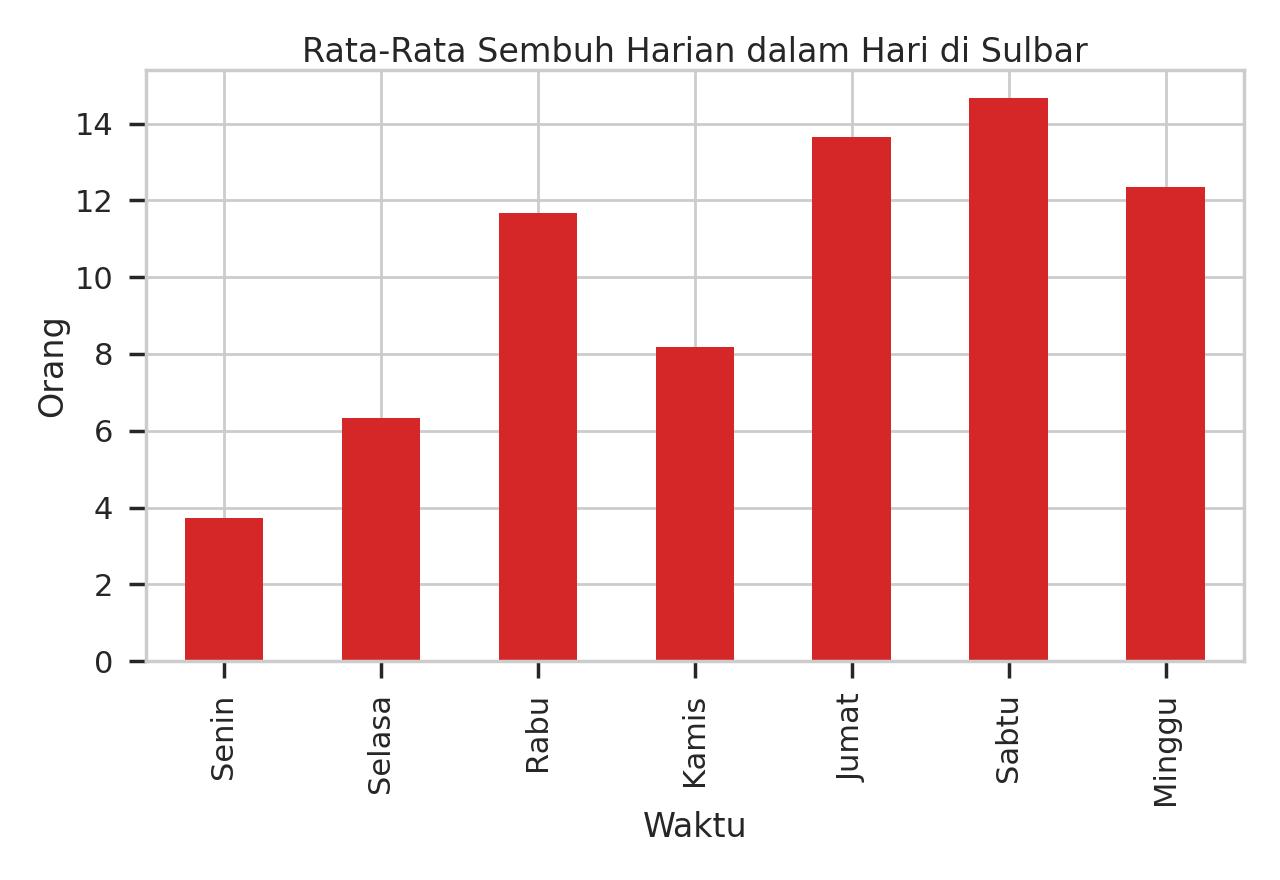 Rata-Rata Sembuh Harian dalam Hari di Sulbar
Orang
14
12
10
8
6
4
2
0
Senin
Selasa
Rabu
Kamis
Jumat
Sabtu
Minggu
Waktu